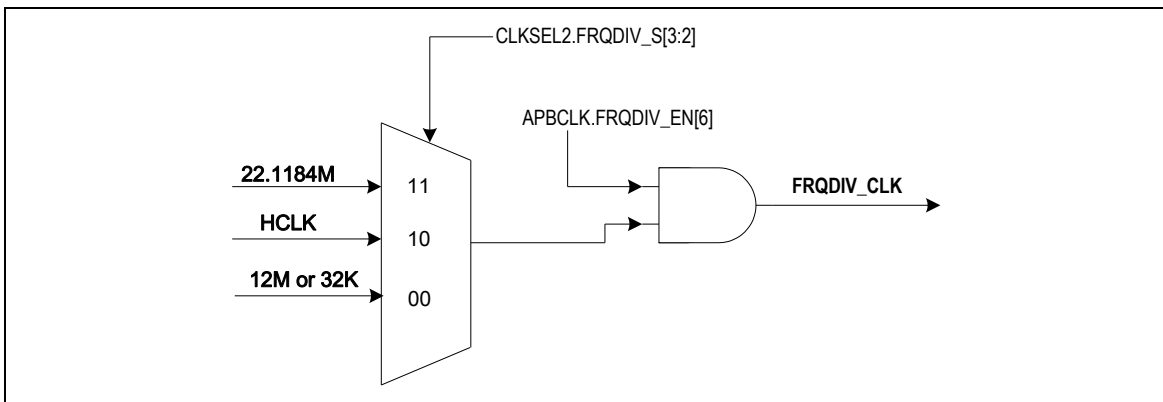 CLKSEL2.FRQDIV_S[3:2]
APBCLK.FRQDIV_EN[6]
22.1184M
11
FRQDIV_CLK
HCLK
10
12M or 32K
00